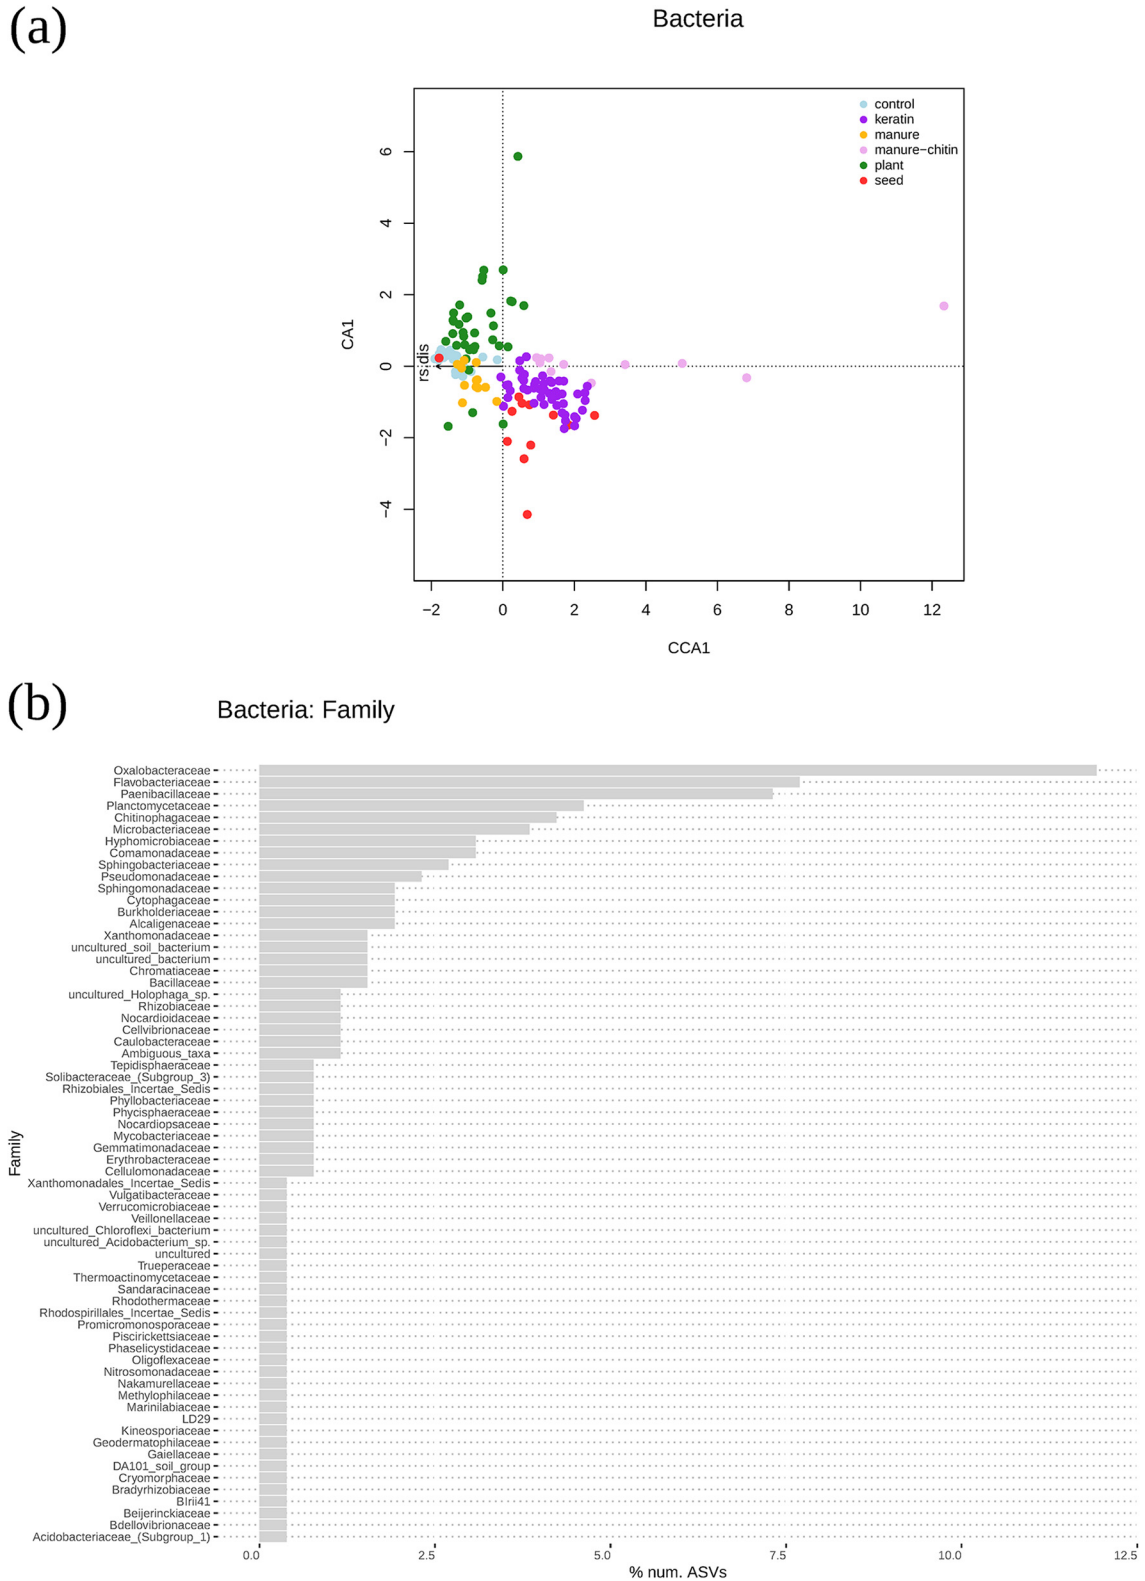 (a)
Bacteria
control
keratin
manure
manure−chitin
plant
seed
6
4
2
0
−2
−4
CA1
rs.dis
−2 0 2 4 6 8 10 12
CCA1
(b)
Bacteria: Family
Oxalobacteraceae
Flavobacteriaceae
Paenibacillaceae
Planctomycetaceae
Chitinophagaceae
Microbacteriaceae
Hyphomicrobiaceae
Comamonadaceae
Sphingobacteriaceae
Pseudomonadaceae
Sphingomonadaceae
Cytophagaceae
Burkholderiaceae
Alcaligenaceae
Xanthomonadaceae
uncultured_soil_bacterium
uncultured_bacterium
Chromatiaceae
Bacillaceae
uncultured_Holophaga_sp.
Rhizobiaceae
Nocardioidaceae
Cellvibrionaceae
Caulobacteraceae
Ambiguous_taxa
Tepidisphaeraceae
Solibacteraceae_(Subgroup_3)
Rhizobiales_Incertae_Sedis
Phyllobacteriaceae
Phycisphaeraceae
Nocardiopsaceae
Mycobacteriaceae
Gemmatimonadaceae
Erythrobacteraceae
Cellulomonadaceae
Xanthomonadales_Incertae_Sedis
Vulgatibacteraceae
Verrucomicrobiaceae
Veillonellaceae
uncultured_Chloroflexi_bacterium
uncultured_Acidobacterium_sp.
uncultured
Trueperaceae
Thermoactinomycetaceae
Sandaracinaceae
Rhodothermaceae
Rhodospirillales_Incertae_Sedis
Promicromonosporaceae
Piscirickettsiaceae
Phaselicystidaceae
Oligoflexaceae
Nitrosomonadaceae
Nakamurellaceae
Methylophilaceae
Marinilabiaceae
LD29
Kineosporiaceae
Geodermatophilaceae
Gaiellaceae
DA101_soil_group
Cryomorphaceae
Bradyrhizobiaceae
BIrii41
Beijerinckiaceae
Bdellovibrionaceae
Acidobacteriaceae_(Subgroup_1)
Family
0.0 2.5 5.0 7.5 10.0 12.5
% num. ASVs